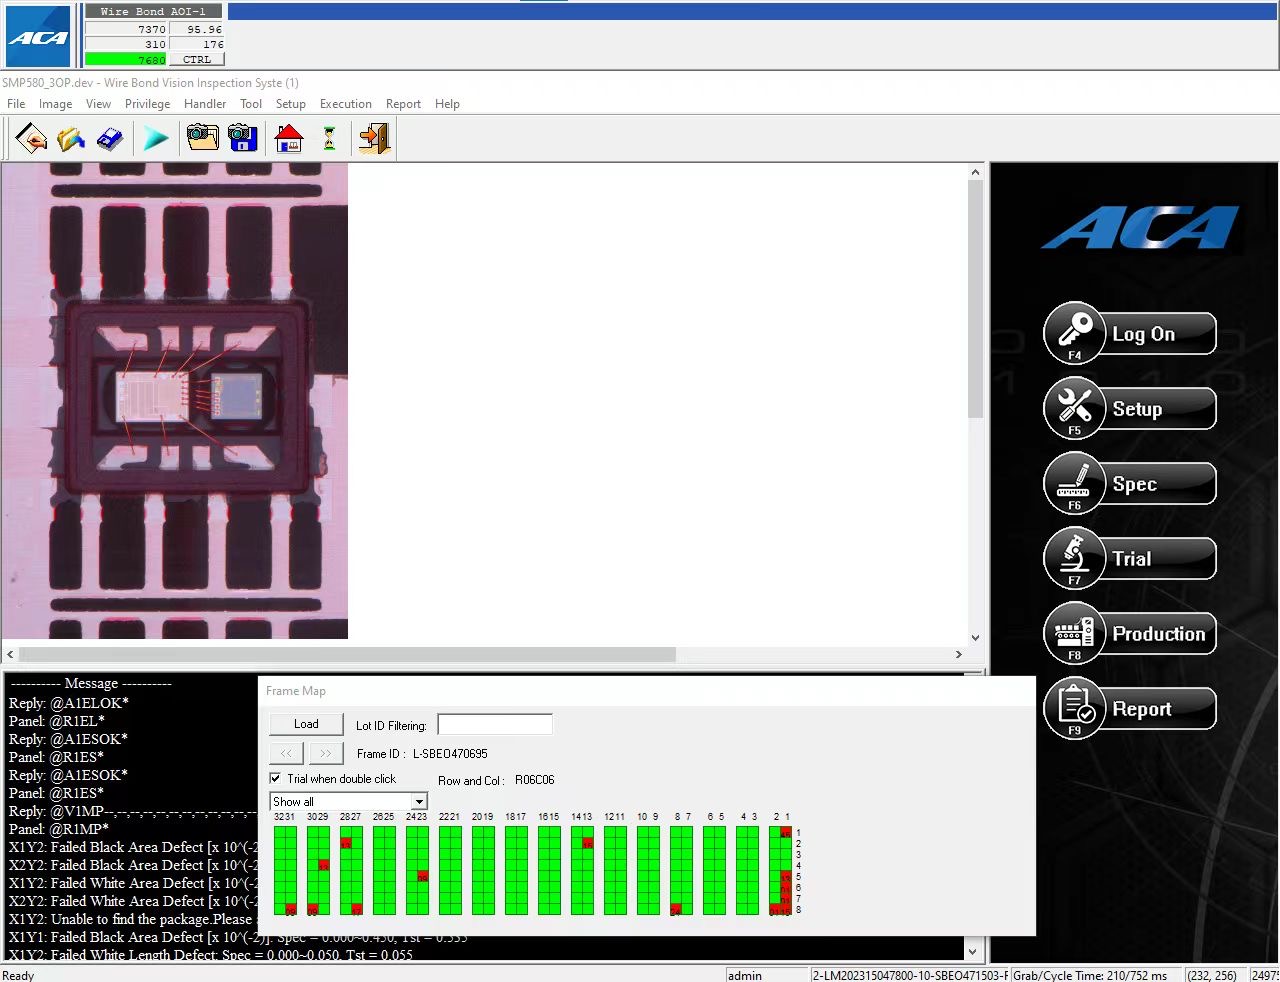 ACA
Wire Bond AOI-1
7370 95.96
310 176
7680 CTRL
SMP580_3OP.dev - Wire Bond Vision Inspection Syste (1)
File Image View Privilege Handler Tool Setup Execution Report Help
ACA
F4 Log On
F5 Setup
F6 Spec
F7 Trial
F8 Production
F9 Report
---------- Message ----------
Reply: @A1ELOK*
Panel: @R1EL*
Reply: @A1ESOK*
Panel: @R1ES*
Reply: @A1ESOK*
Panel: @R1ES*
Reply: @V1MP--,--,--,--,--,--,--,--,--,--,
Panel: @R1MP*
X1Y2: Failed Black Area Defect [x 10^(-2
X2Y2: Failed Black Area Defect [x 10^(-2
X1Y2: Failed White Area Defect [x 10^(-2
X2Y2: Failed White Area Defect [x 10^(-2
X1Y2: Unable to find the package.Please
X1Y1: Failed Black Area Defect [x 10^(-2)]: Spec = 0.000~0.450, Tst = 0.555
X1Y2: Failed White Length Defect: Spec = 0.000~0.050, Tst = 0.055
Frame Map
Load Lot ID Filtering:
<< >> Frame ID : L-SBEO470695
Trial when double click Row and Col : R06C06
Show all
3231 3029 2827 2625 2423 2221 2019 1817 1615 1413 1211 10 9 8 7 6 5 4 3 2 1
1
2
3
4
5
6
7
8
Ready admin 2-LM202315047800-10-SBEO471503-F Grab/Cycle Time: 210/752 ms (232, 256) 24975